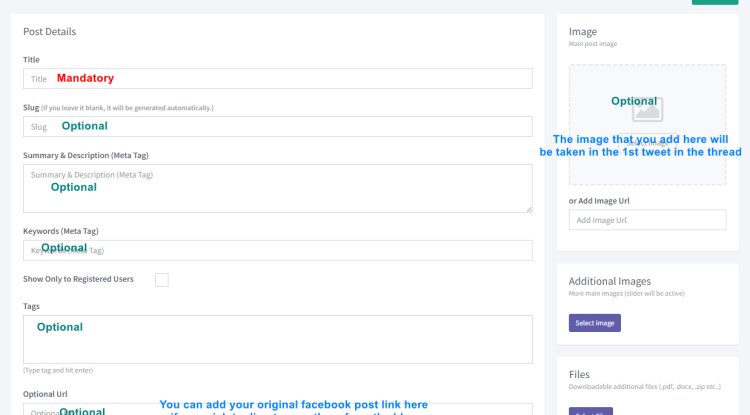 Post Details
Title
Title Mandatory
Slug (If you leave it blank, it will be generated automatically.)
Slug Optional
Summary & Description (Meta Tag)
Summary & Description (Meta Tag)
Optional
Keywords (Meta Tag)
Keywords (Meta Tag)
Optional
Show Only to Registered Users
Tags
Optional
(Type tag and hit enter)
Optional Url
You can add your original facebook post link here
Optional
Image
Main post image
Optional
The image that you add here will
be taken in the 1st tweet in the thread
or Add Image Url
Add Image Url
Additional Images
More main images (slider will be active)
Select image
Files
Downloadable additional files (.pdf, .docx, .zip etc..)